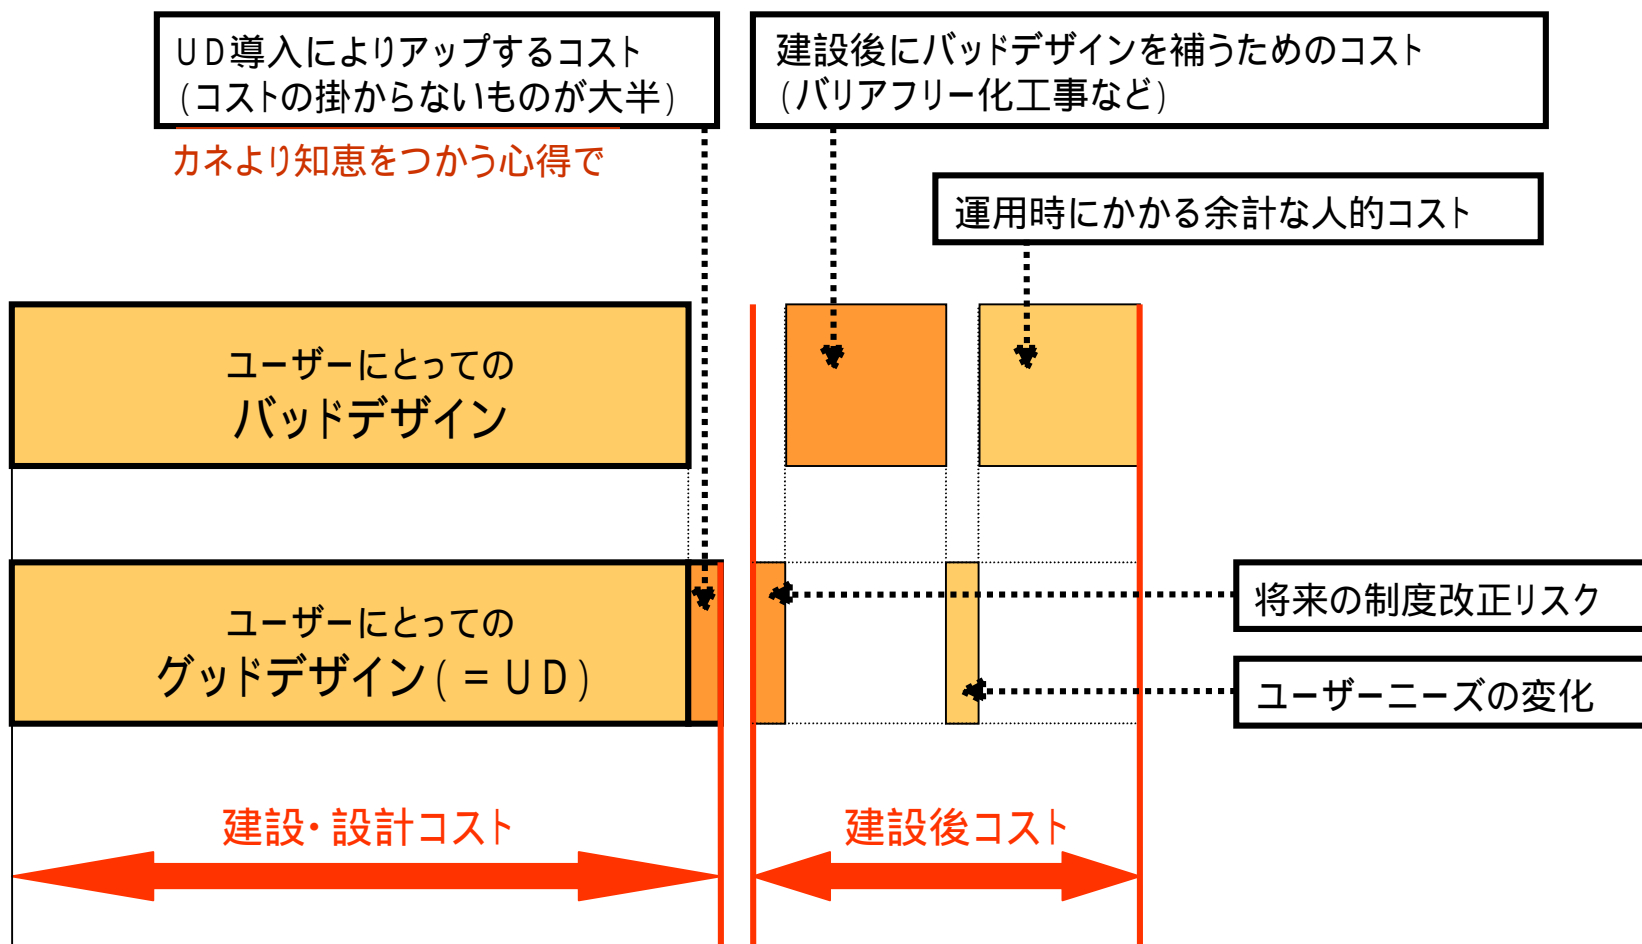 UD導入によりアップするコスト
(コストの掛からないものが大半)
カネより知恵をつかう心得で
建設後にバッドデザインを補うためのコスト
(バリアフリー化工事など)
運用時にかかる余計な人的コスト
ユーザーにとっての
バッドデザイン
ユーザーにとっての
グッドデザイン(=UD)
将来の制度改正リスク
ユーザーニーズの変化
建設・設計コスト
建設後コスト